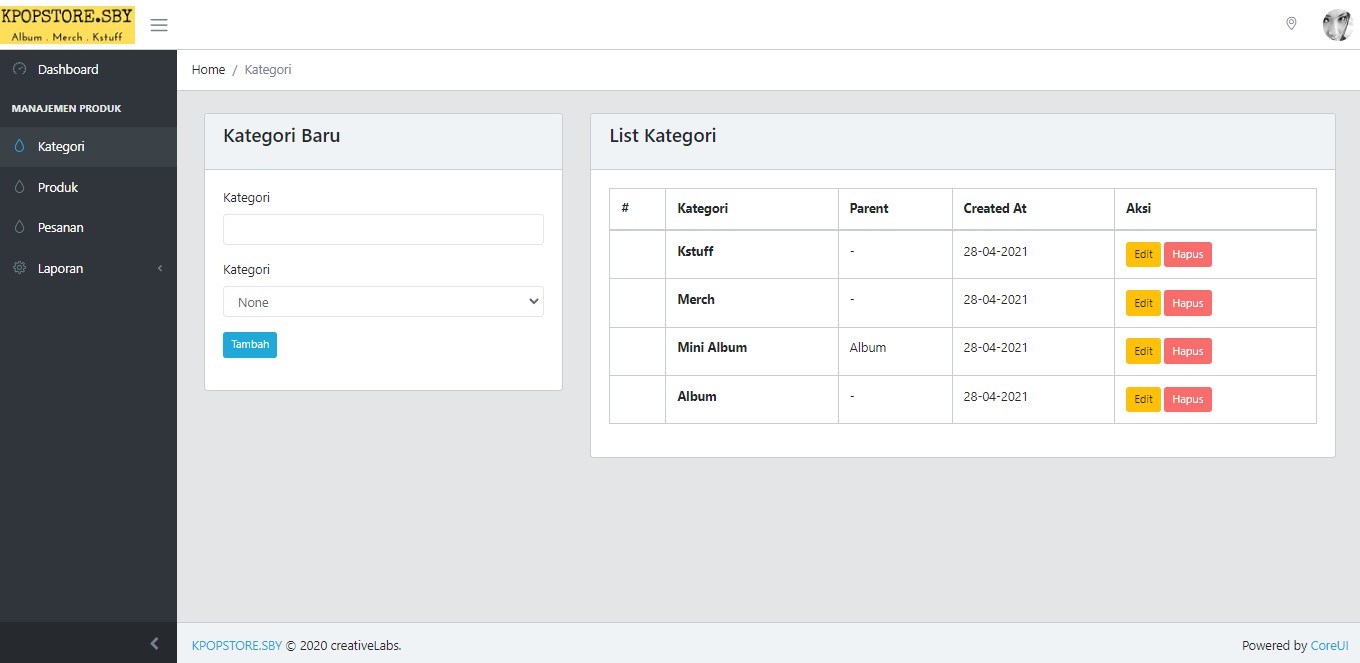 KPOPSTORE.SBY
Album . Merch . Kstuff
Dashboard
MANAJEMEN PRODUK
Kategori
Produk
Pesanan
Laporan
Home / Kategori
Kategori Baru
Kategori
Kategori
None
Tambah
List Kategori
# Kategori Parent Created At Aksi
Kstuff - 28-04-2021 Edit Hapus
Merch - 28-04-2021 Edit Hapus
Mini Album Album 28-04-2021 Edit Hapus
Album - 28-04-2021 Edit Hapus
KPOPSTORE.SBY © 2020 creativeLabs.
Powered by CoreUI